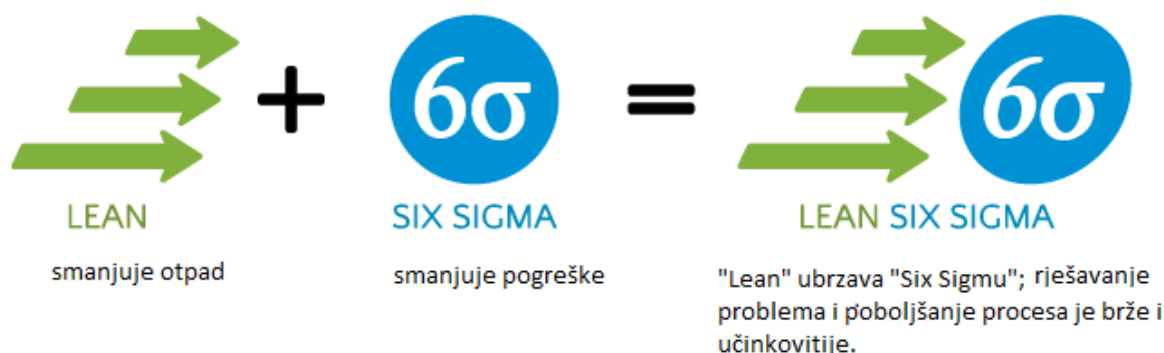 6σ
6σ
LEAN
SIX SIGMA
LEAN SIX SIGMA
smanjuje otpad
smanjuje pogreške
"Lean" ubrzava "Six Sigmu"; rješavanje
problema i poboljšanje procesa je brže i
učinkovitije.